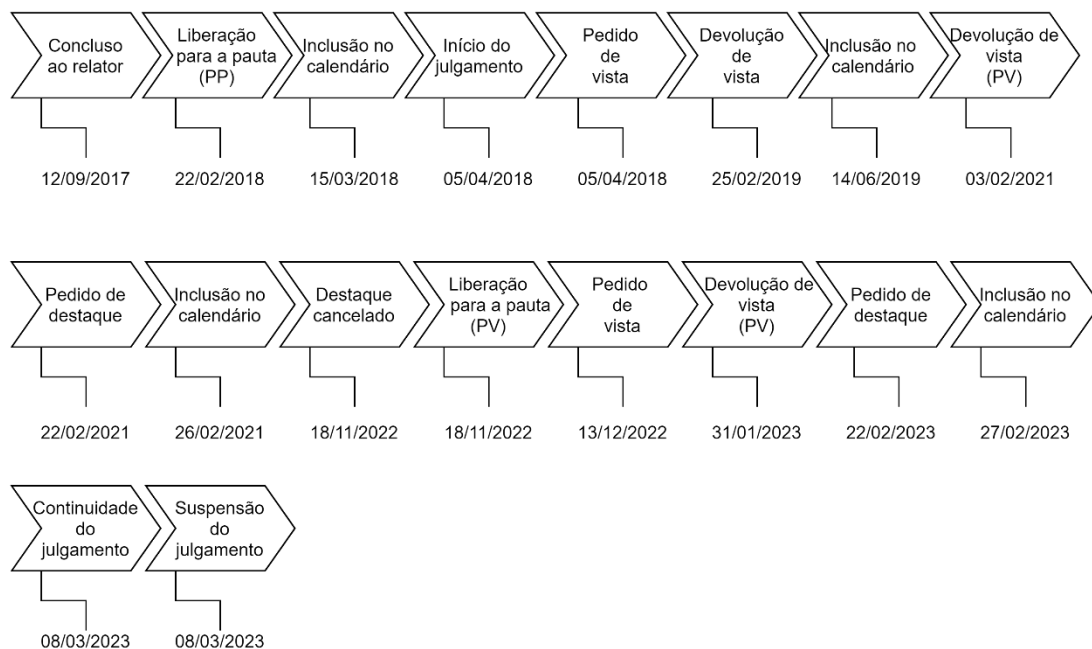 Concluso
ao relator
Liberação
para a pauta
(PP)
Inclusão no
calendário
Início do
julgamento
Pedido
de
vista
Devolução
de
vista
Inclusão no
calendário
Devolução de
vista
(PV)
12/09/2017
22/02/2018
15/03/2018
05/04/2018
05/04/2018
25/02/2019
14/06/2019
03/02/2021
Pedido de
destaque
Inclusão no
calendário
Destaque
cancelado
Liberação
para a pauta
(PV)
Pedido
de
vista
Devolução de
vista
(PV)
Pedido de
destaque
Inclusão no
calendário
22/02/2021
26/02/2021
18/11/2022
18/11/2022
13/12/2022
31/01/2023
22/02/2023
27/02/2023
Continuidade
do
julgamento
Suspensão
do
julgamento
08/03/2023
08/03/2023